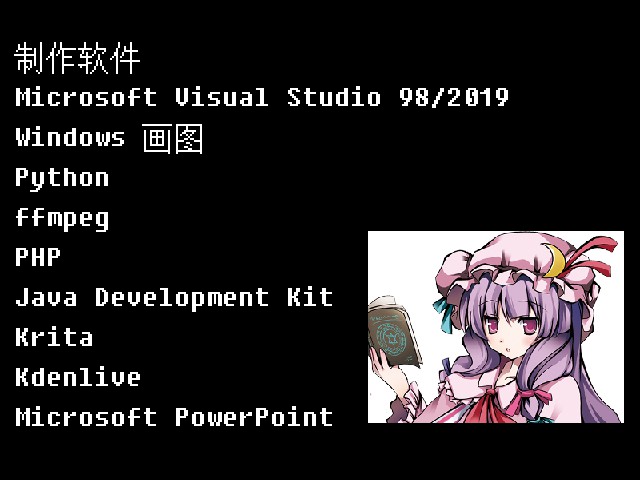 制作软件
Microsoft Visual Studio 98/2019
Windows 画图
Python
ffmpeg
PHP
Java Development Kit
Krita
Kdenlive
Microsoft PowerPoint